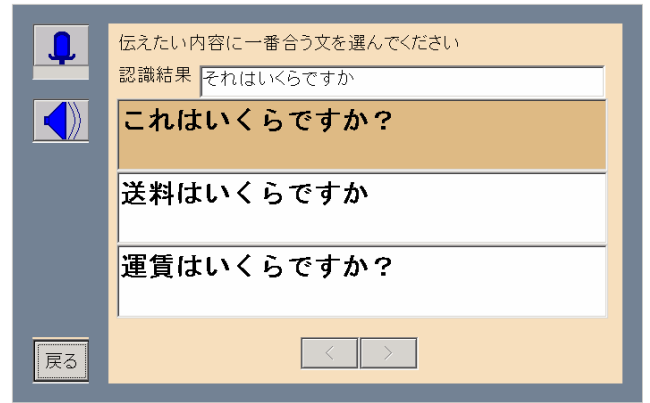 伝えたい内容に一番合う文を選んでください
認識結果 それはいくらですか
これはいくらですか？
送料はいくらですか
運賃はいくらですか？
戻る
< >